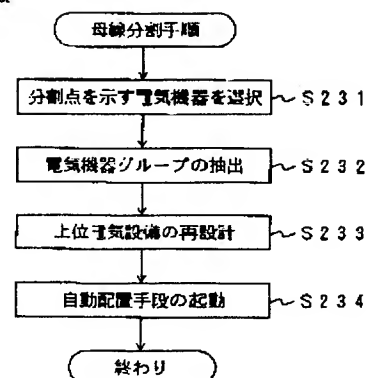 母線分割手順
分割点を示す電気機器を選択 ～S231
電気機器グループの抽出 ～S232
上位電気設備の再設計 ～S233
自動配置手段の起動 ～S234
終わり